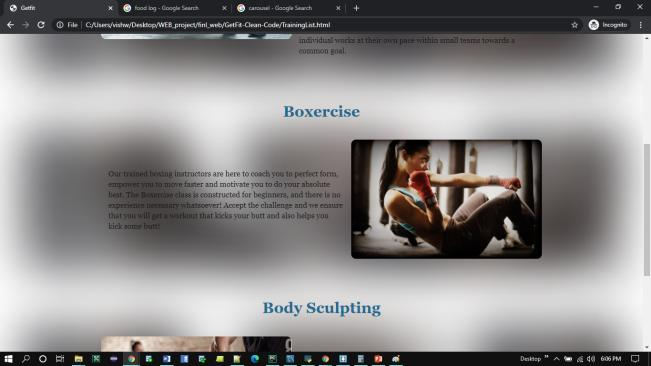 Getfit
food log - Google Search
carousel - Google Search
File
C:/Users/vishw/Desktop/WEB_project/finl_web/GetFit-Clean-Code/TrainingList.html
Incognito
individual works at their own pace within small teams towards a
common goal.
Boxercise
Our trained boxing instructors are here to coach you to perfect form,
empower you to move faster and motivate you to do your absolute
best. The Boxercise class is constructed for beginners, and there is no
experience necessary whatsoever! Accept the challenge and we ensure
that you will get a workout that kicks your butt and also helps you
kick some butt!
Body Sculpting
Desktop
6:06 PM